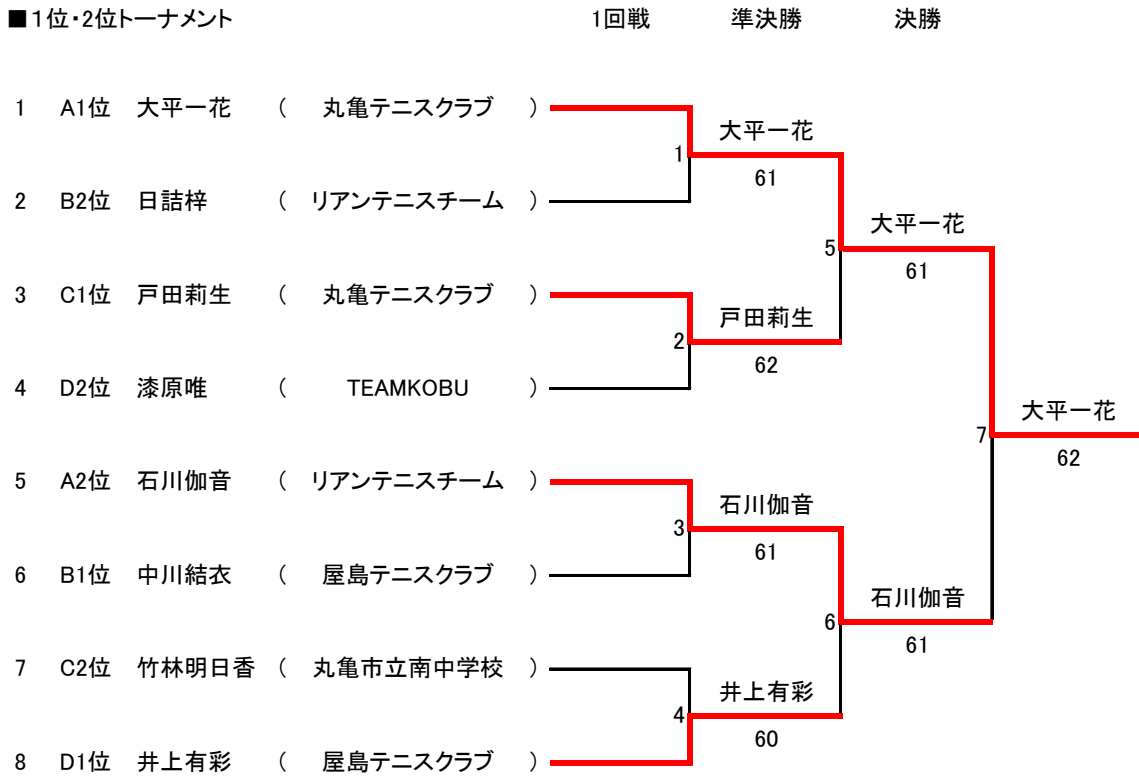 ■1位・2位トーナメント 1回戦 準決勝 決勝
1 A1位 大平一花 ( 丸亀テニスクラブ )
大平一花
1
61
2 B2位 日詰梓 ( リアンテニスチーム )
大平一花
5
61
3 C1位 戸田莉生 ( 丸亀テニスクラブ )
戸田莉生
2
62
4 D2位 漆原唯 ( TEAMKOBU )
大平一花
7
62
5 A2位 石川伽音 ( リアンテニスチーム )
石川伽音
3
61
6 B1位 中川結衣 ( 屋島テニスクラブ )
石川伽音
6
61
7 C2位 竹林明日香 ( 丸亀市立南中学校 )
井上有彩
4
60
8 D1位 井上有彩 ( 屋島テニスクラブ )